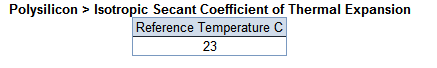 Polysilicon > Isotropic Secant Coefficient of Thermal Expansion
Reference Temperature C
23